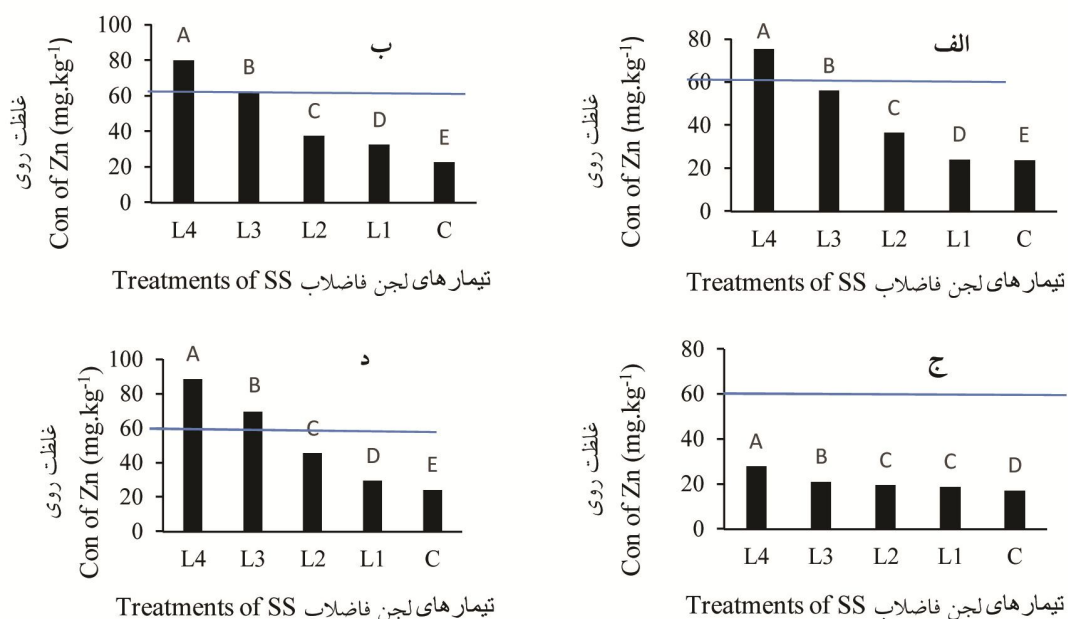 الف
80
60
40
20
0
A
B
C
D
E
L4 L3 L2 L1 C
غلظت روی
Con of Zn (mg.kg-1)
تیمارهای لجن فاضلاب Treatments of SS
ب
100
80
60
40
20
0
A
B
C
D
E
L4 L3 L2 L1 C
غلظت روی
Con of Zn (mg.kg-1)
تیمارهای لجن فاضلاب Treatments of SS
ج
80
60
40
20
0
A
B
C
C
D
L4 L3 L2 L1 C
غلظت روی
Con of Zn (mg.kg-1)
تیمارهای لجن فاضلاب Treatments of SS
د
100
80
60
40
20
0
A
B
C
D
E
L4 L3 L2 L1 C
غلظت روی
Con of Zn (mg.kg-1)
تیمارهای لجن فاضلاب Treatments of SS